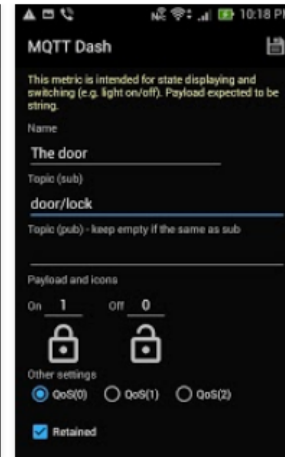 10:18 P
MQTT Dash
This metric is intended for state displaying and
switching (e.g. light on/off). Payload expected to be
string.
Name
The door
Topic (sub)
door/lock
Topic (pub) - keep empty if the same as sub
Payload and icons
On 1 Off 0
Other settings
QoS(0) QoS(1) QoS(2)
Retained